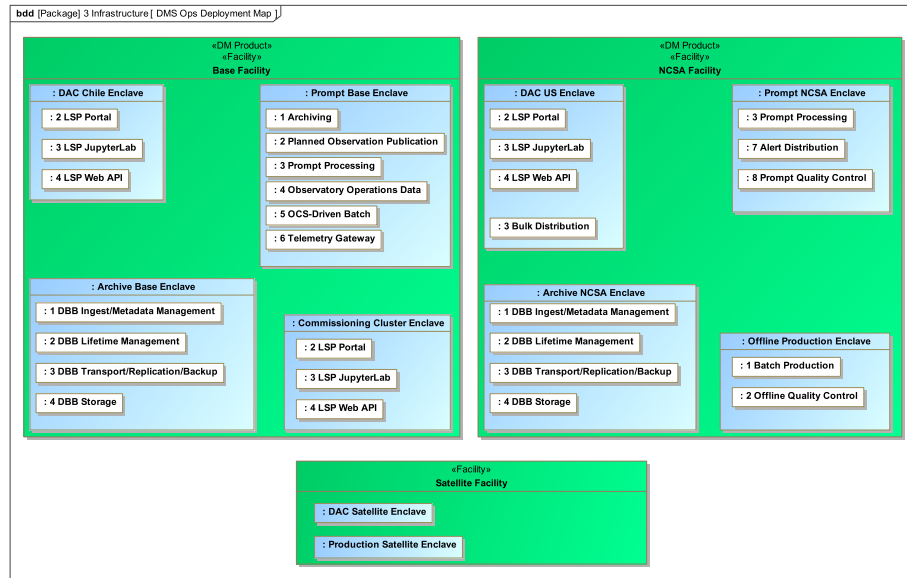 bdd [Package] 3 Infrastructure [ DMS Ops Deployment Map ]
«DM Product»
«Facility»
Base Facility
: DAC Chile Enclave
: 2 LSP Portal
: 3 LSP JupyterLab
: 4 LSP Web API
: Prompt Base Enclave
: 1 Archiving
: 2 Planned Observation Publication
: 3 Prompt Processing
: 4 Observatory Operations Data
: 5 OCS-Driven Batch
: 6 Telemetry Gateway
: Archive Base Enclave
: 1 DBB Ingest/Metadata Management
: 2 DBB Lifetime Management
: 3 DBB Transport/Replication/Backup
: 4 DBB Storage
: Commissioning Cluster Enclave
: 2 LSP Portal
: 3 LSP JupyterLab
: 4 LSP Web API
«DM Product»
«Facility»
NCSA Facility
: DAC US Enclave
: 2 LSP Portal
: 3 LSP JupyterLab
: 4 LSP Web API
: 3 Bulk Distribution
: Prompt NCSA Enclave
: 3 Prompt Processing
: 7 Alert Distribution
: 8 Prompt Quality Control
: Archive NCSA Enclave
: 1 DBB Ingest/Metadata Management
: 2 DBB Lifetime Management
: 3 DBB Transport/Replication/Backup
: 4 DBB Storage
: Offline Production Enclave
: 1 Batch Production
: 2 Offline Quality Control
«Facility»
Satellite Facility
: DAC Satellite Enclave
: Production Satellite Enclave